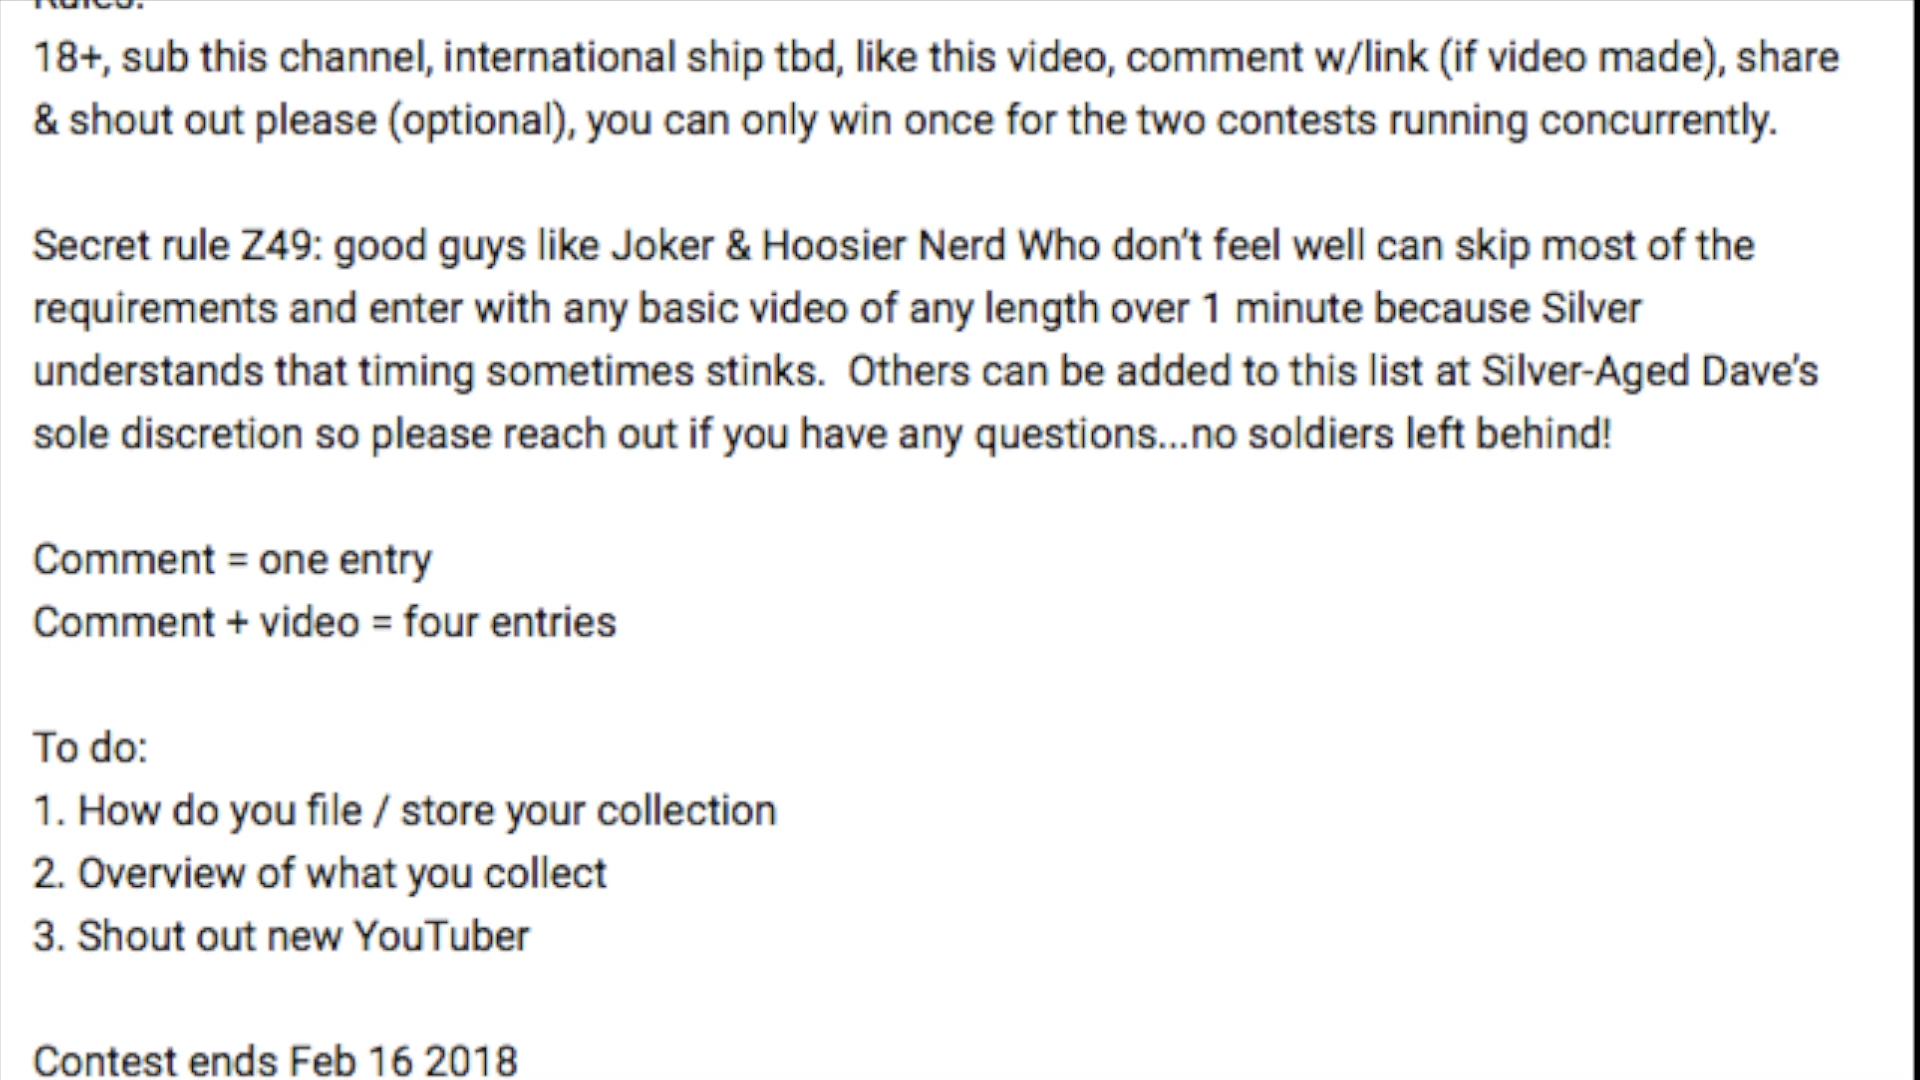 Rules:
18+, sub this channel, international ship tbd, like this video, comment w/link (if video made), share
& shout out please (optional), you can only win once for the two contests running concurrently.
Secret rule Z49: good guys like Joker & Hoosier Nerd Who don’t feel well can skip most of the
requirements and enter with any basic video of any length over 1 minute because Silver
understands that timing sometimes stinks.  Others can be added to this list at Silver-Aged Dave’s
sole discretion so please reach out if you have any questions...no soldiers left behind!
Comment = one entry
Comment + video = four entries
To do:
1. How do you file / store your collection
2. Overview of what you collect
3. Shout out new YouTuber
Contest ends Feb 16 2018